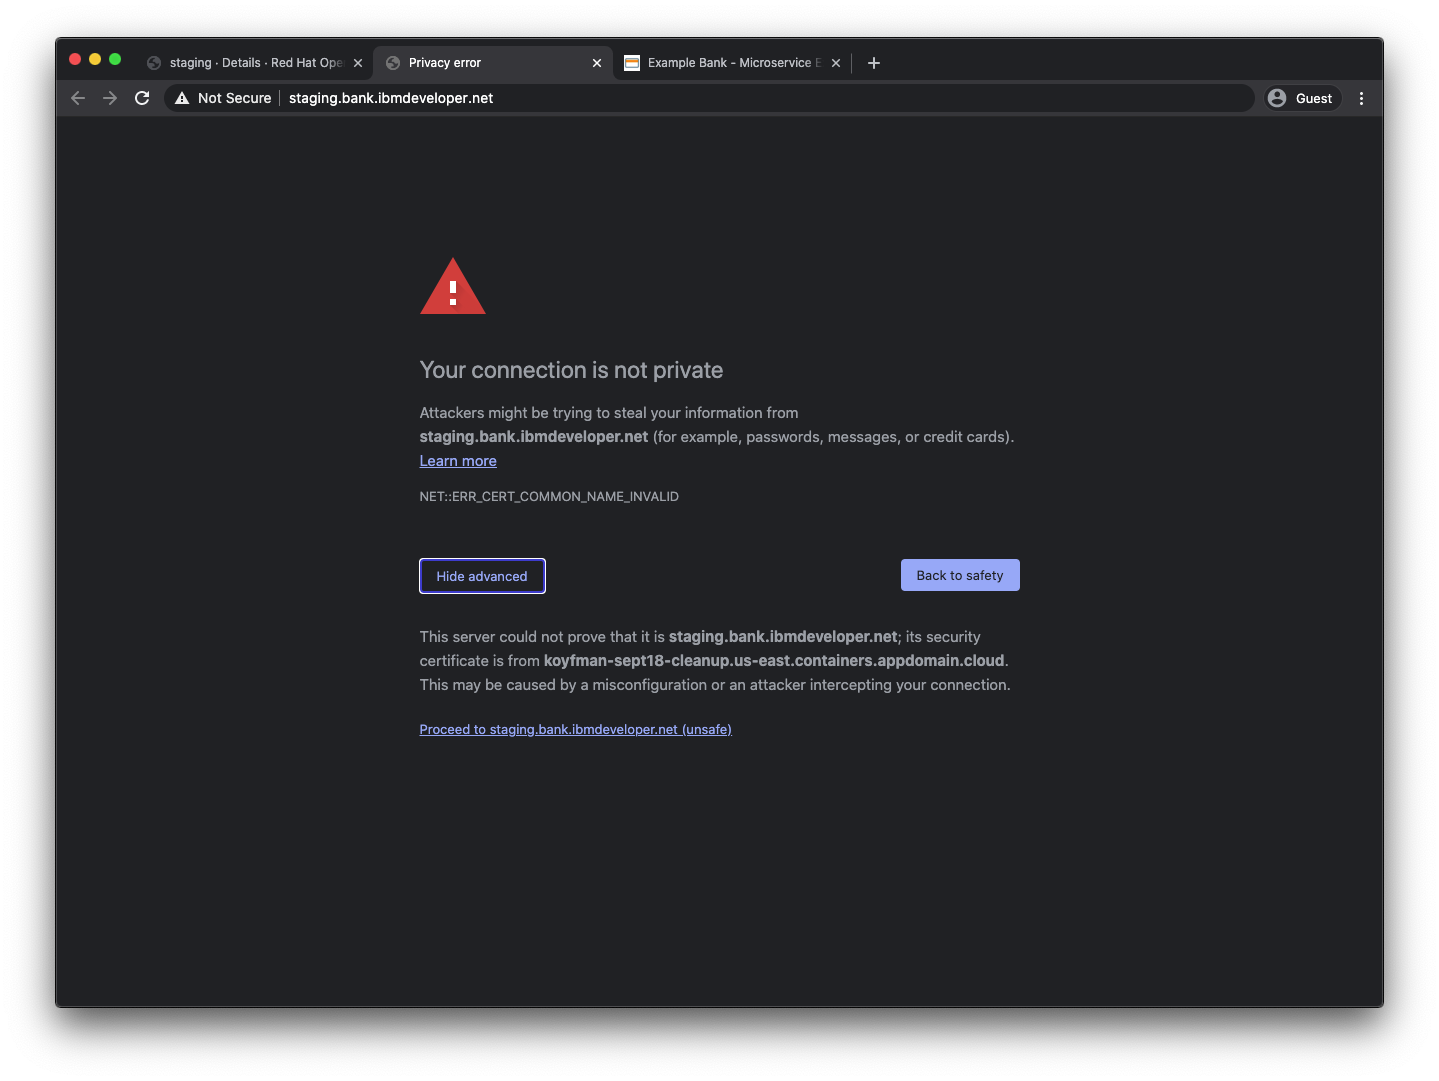 staging · Details · Red Hat Ope
Privacy error
Example Bank - Microservice E
Not Secure
staging.bank.ibmdeveloper.net
Guest
Your connection is not private
Attackers might be trying to steal your information from
staging.bank.ibmdeveloper.net (for example, passwords, messages, or credit cards).
Learn more
NET::ERR_CERT_COMMON_NAME_INVALID
Hide advanced
Back to safety
This server could not prove that it is staging.bank.ibmdeveloper.net; its security
certificate is from koyfman-sept18-cleanup.us-east.containers.appdomain.cloud.
This may be caused by a misconfiguration or an attacker intercepting your connection.
Proceed to staging.bank.ibmdeveloper.net (unsafe)